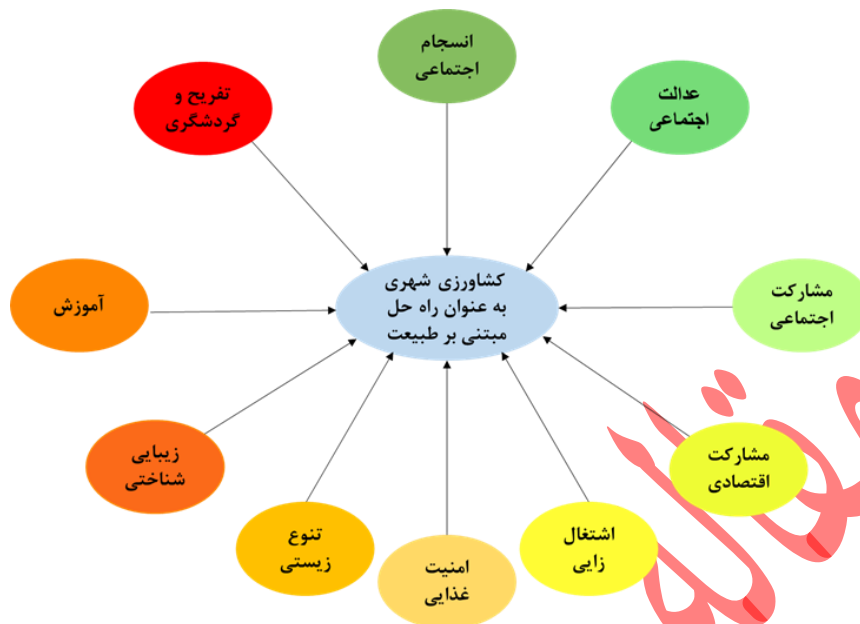 انسجام
اجتماعی
عدالت
اجتماعی
تفریح و
گردشگری
مشارکت
اجتماعی
کشاورزی شهری
به عنوان راه حل
مبتنی بر طبیعت
آموزش
مشارکت
اقتصادی
زیبایی
شناختی
اشتغال
زایی
تنوع
زیستی
امنیت
غذایی